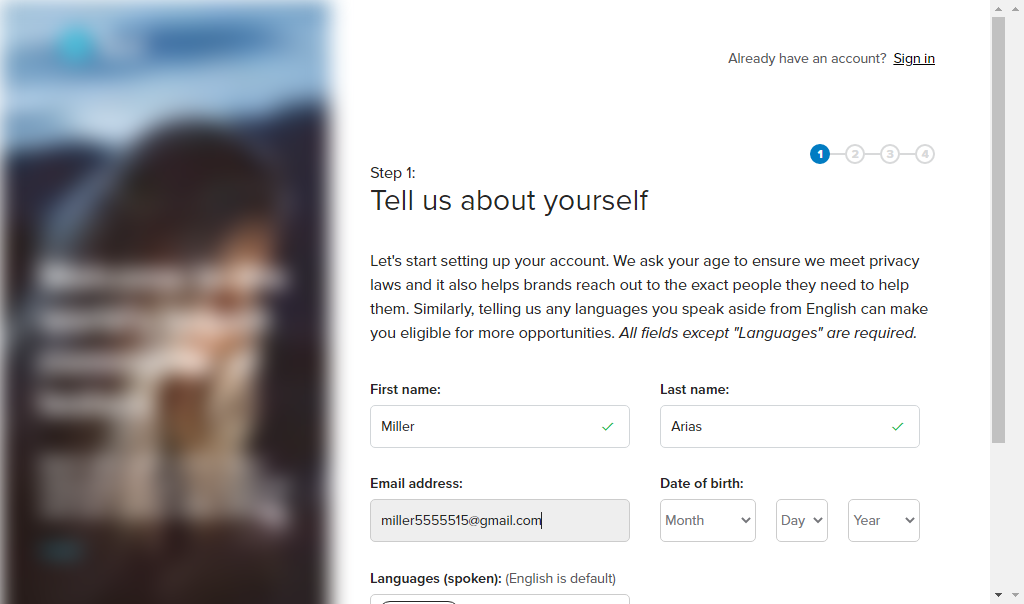 Already have an account? Sign in
1 2 3 4
Step 1:
Tell us about yourself
Let's start setting up your account. We ask your age to ensure we meet privacy
laws and it also helps brands reach out to the exact people they need to help
them. Similarly, telling us any languages you speak aside from English can make
you eligible for more opportunities. All fields except "Languages" are required.
First name: Last name:
Miller Arias
Email address: Date of birth:
miller5555515@gmail.com Month Day Year
Languages (spoken): (English is default)